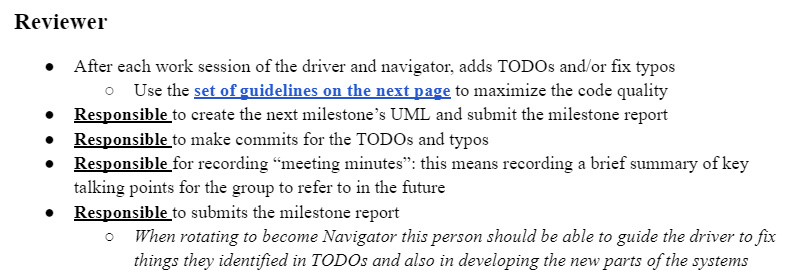 Reviewer
● After each work session of the driver and navigator, adds TODOs and/or fix typos
○ Use the set of guidelines on the next page to maximize the code quality
● Responsible to create the next milestone’s UML and submit the milestone report
● Responsible to make commits for the TODOs and typos
● Responsible for recording “meeting minutes”: this means recording a brief summary of key
talking points for the group to refer to in the future
● Responsible to submits the milestone report
○ When rotating to become Navigator this person should be able to guide the driver to fix
things they identified in TODOs and also in developing the new parts of the systems